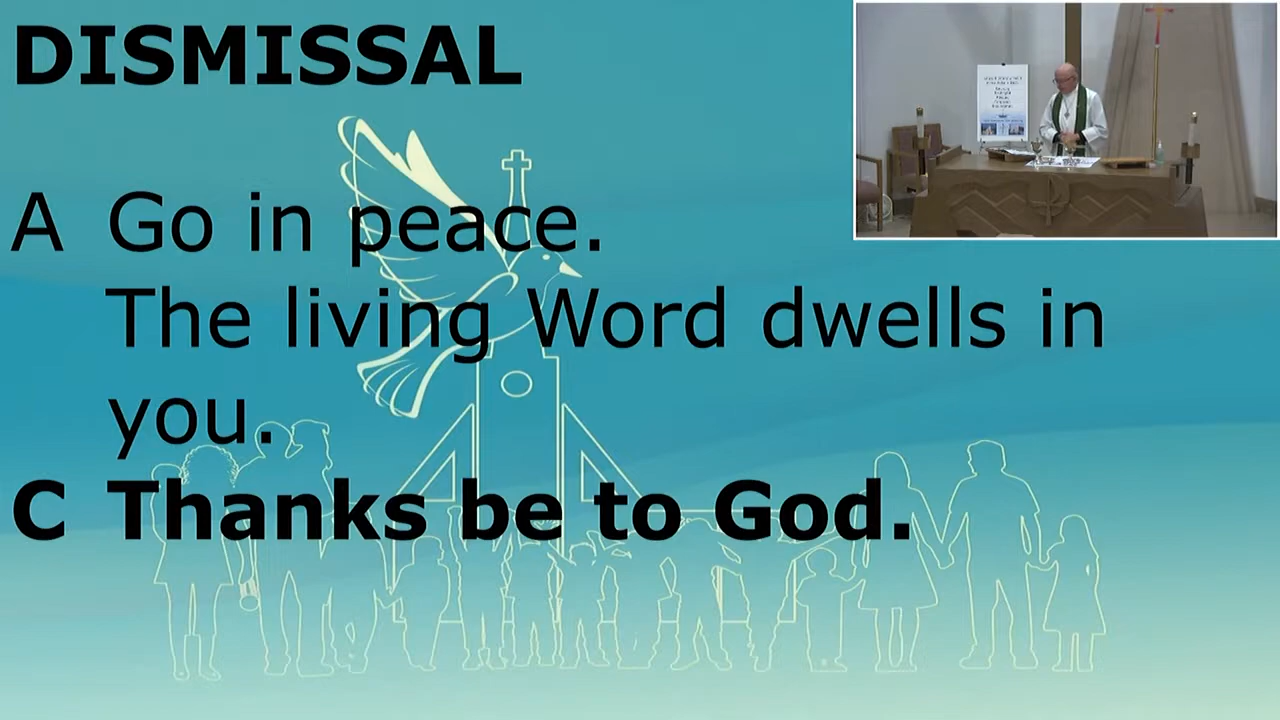 DISMISSAL
A Go in peace.
The living Word dwells in
you.
C Thanks be to God.